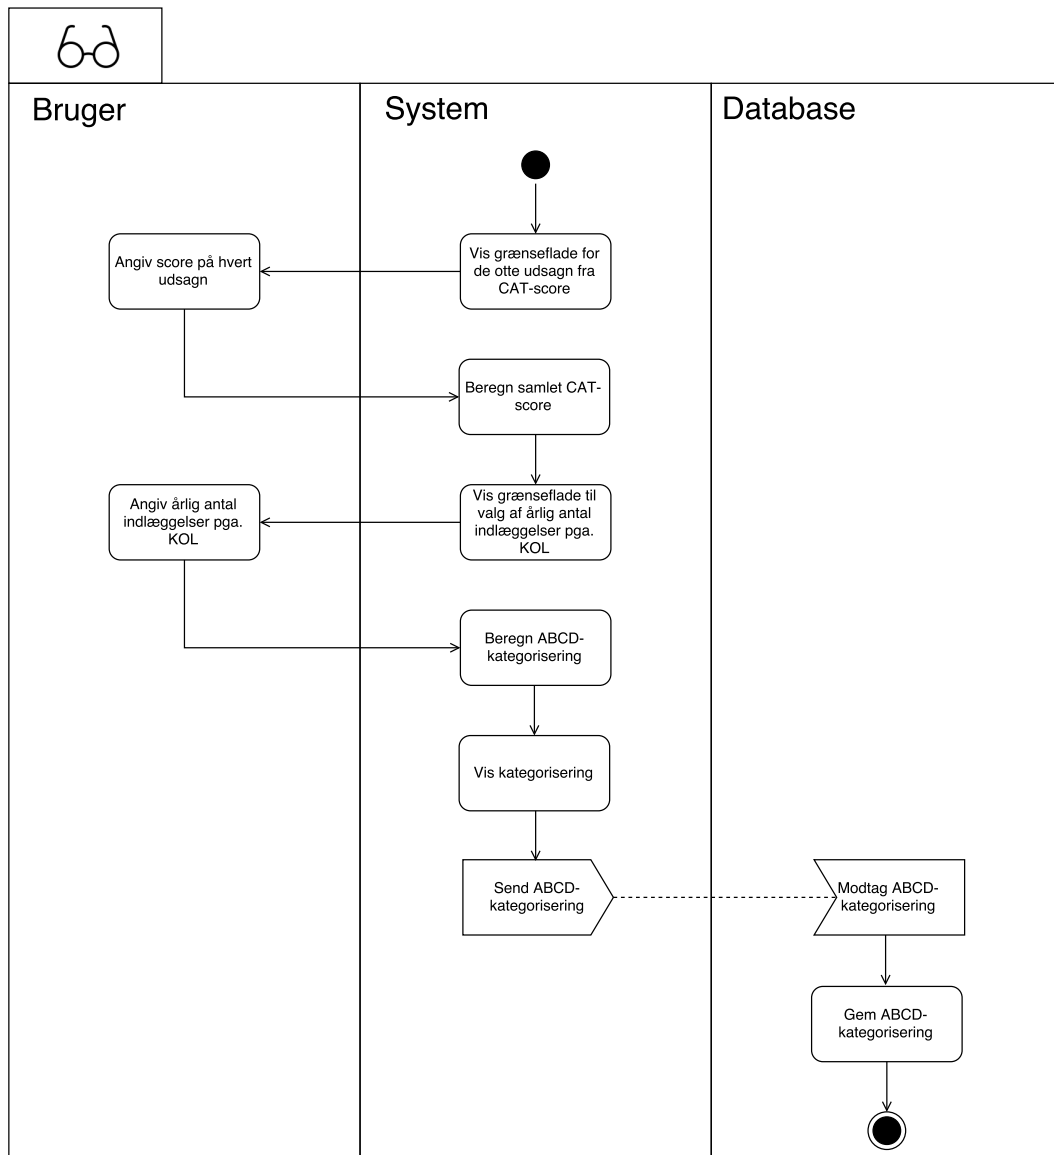 Bruger
System
Database
Vis grænseflade for
de otte udsagn fra
CAT-score
Angiv score på hvert
udsagn
Beregn samlet CAT-
score
Vis grænseflade til
valg af årlig antal
indlæggelser pga.
KOL
Angiv årlig antal
indlæggelser pga.
KOL
Beregn ABCD-
kategorisering
Vis kategorisering
Send ABCD-
kategorisering
Modtag ABCD-
kategorisering
Gem ABCD-
kategorisering